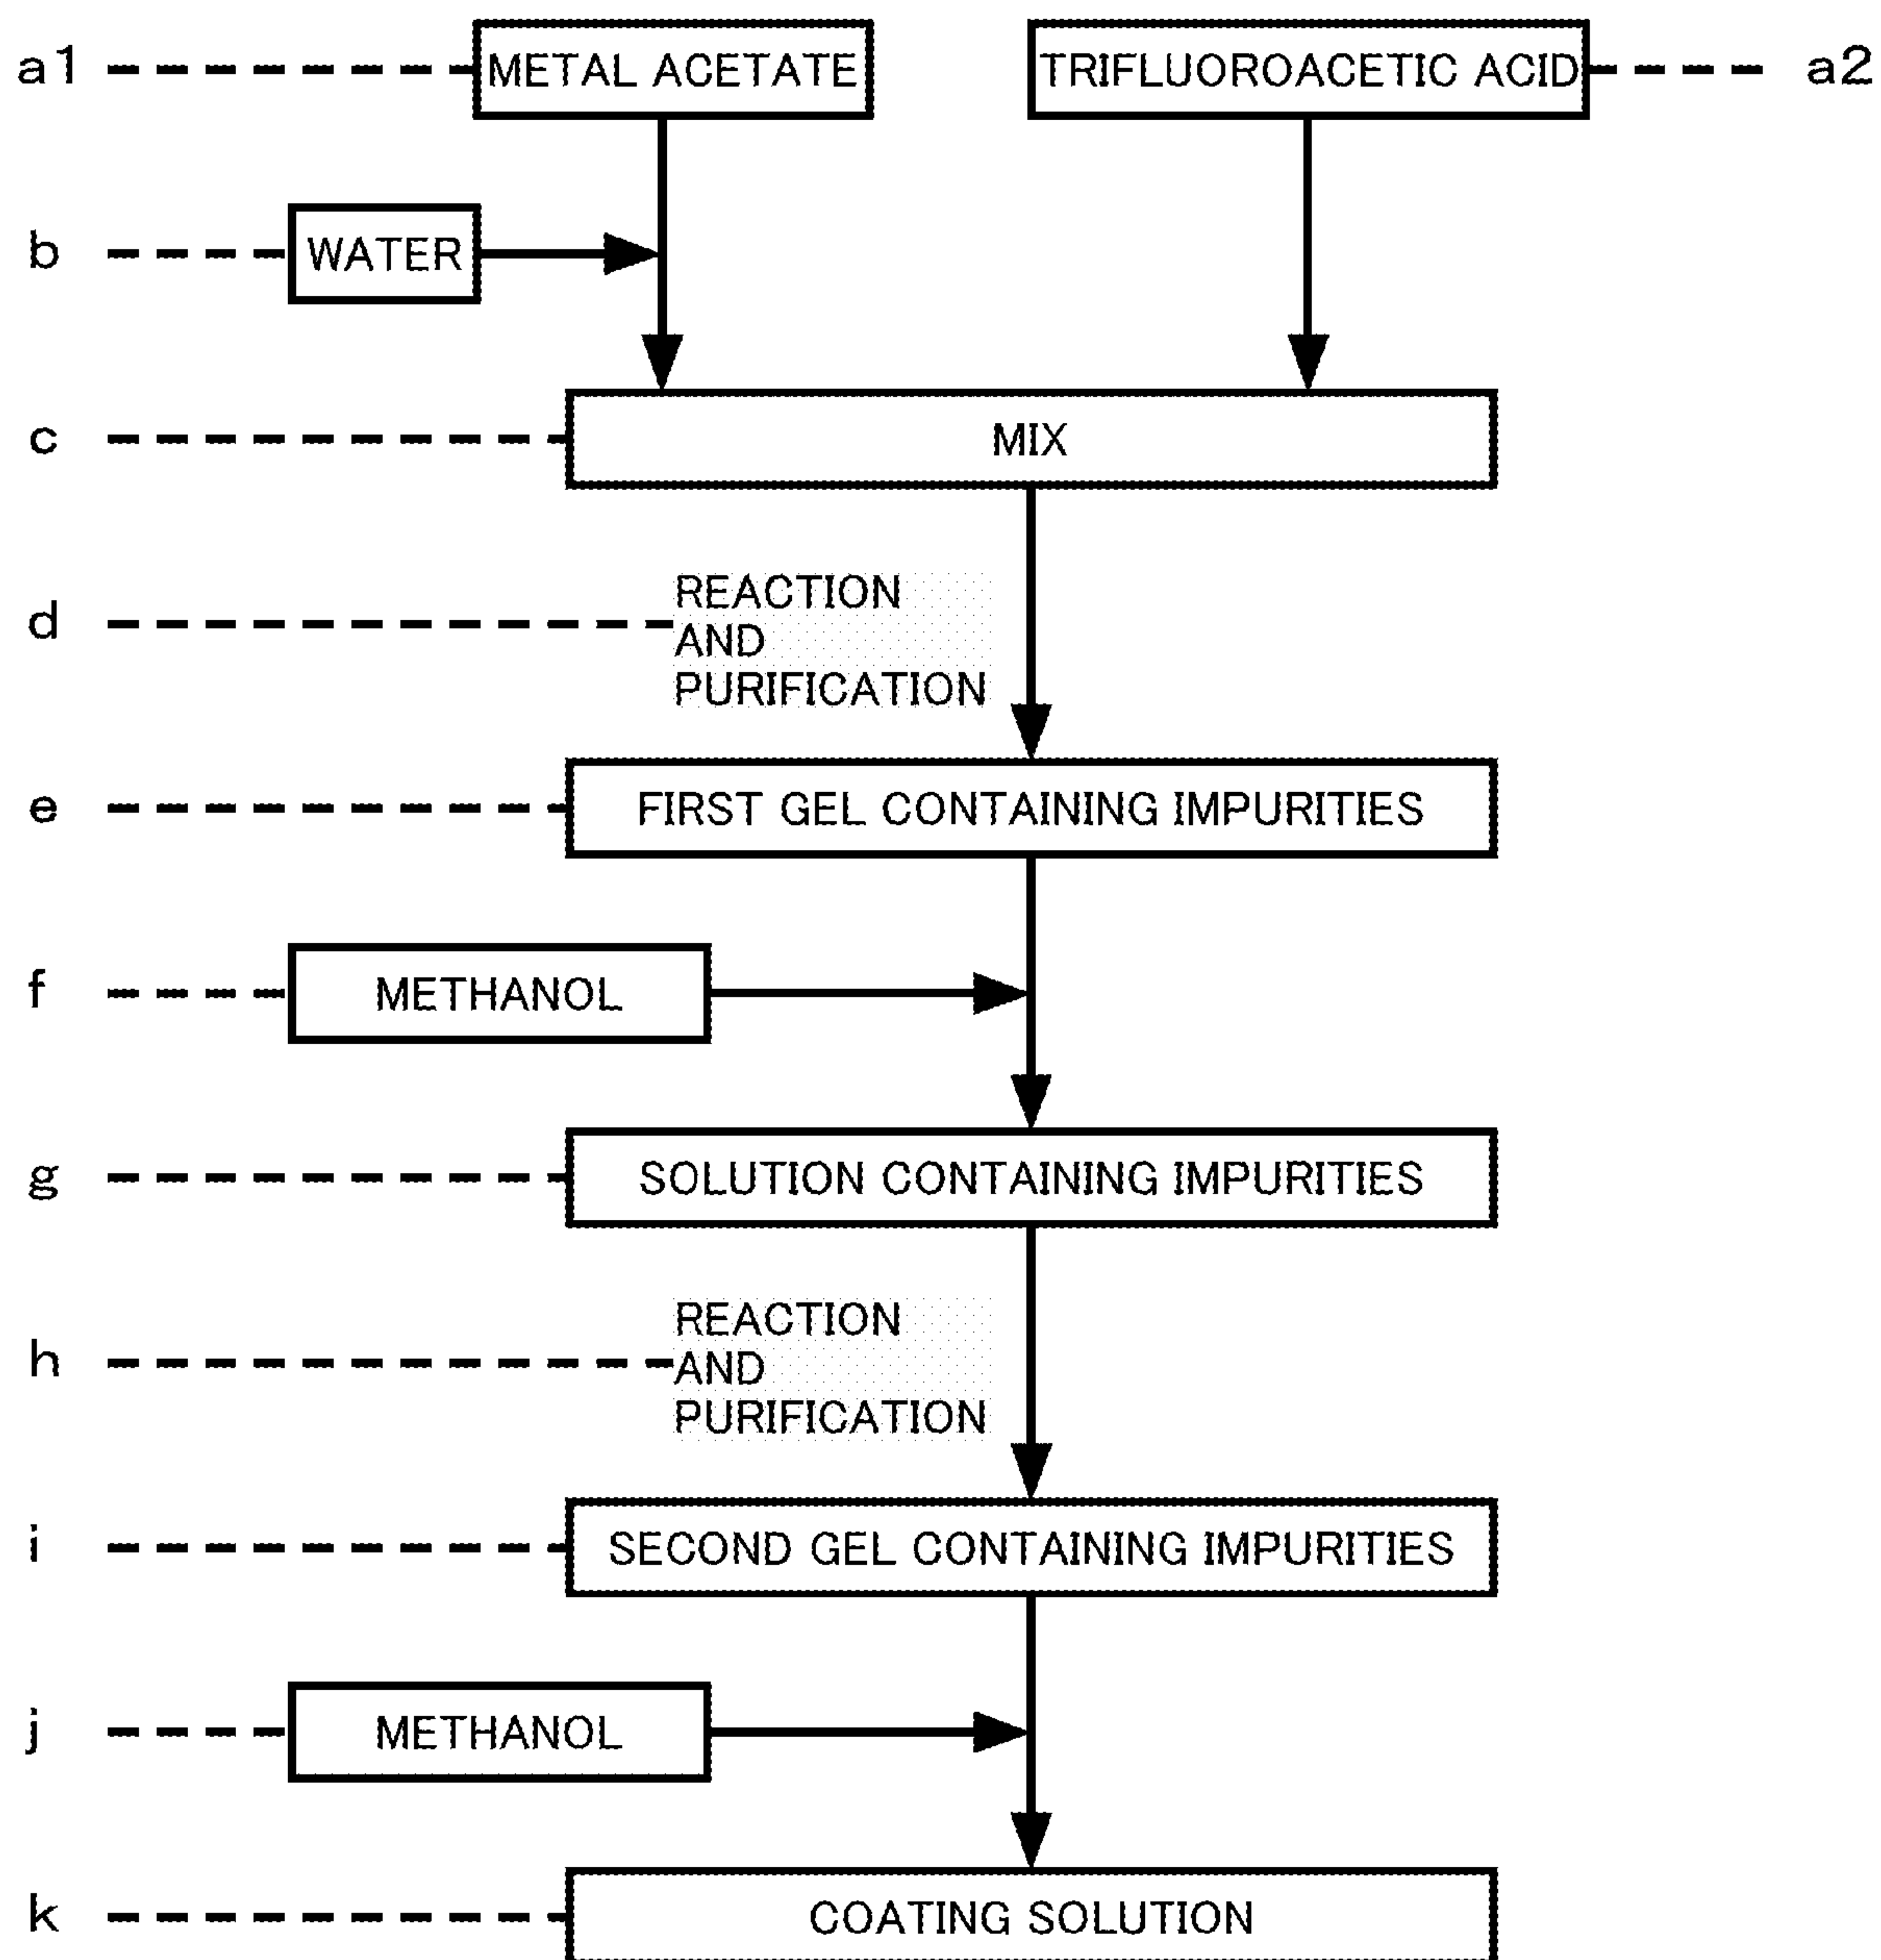 a1
METAL ACETATE
TRIFLUOROACETIC ACID
a2
b
WATER
c
MIX
d
REACTION
AND
PURIFICATION
e
FIRST GEL CONTAINING IMPURITIES
f
METHANOL
g
SOLUTION CONTAINING IMPURITIES
h
REACTION
AND
PURIFICATION
i
SECOND GEL CONTAINING IMPURITIES
j
METHANOL
k
COATING SOLUTION